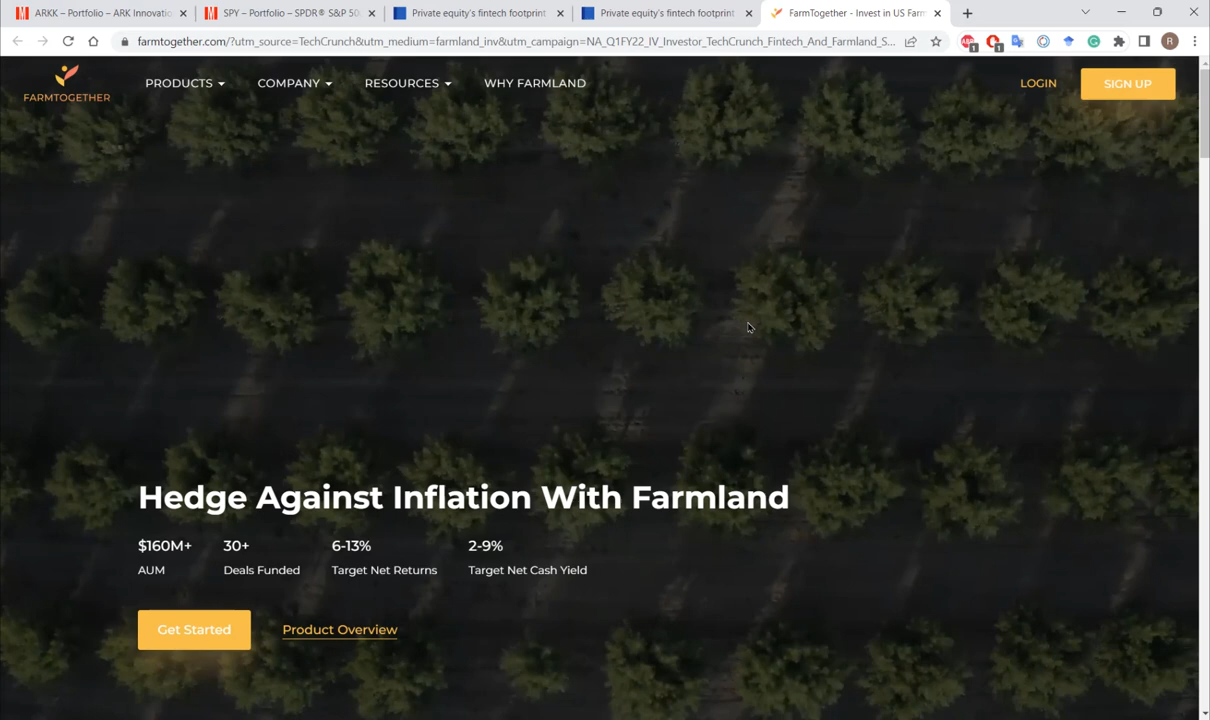 ARKK – Portfolio – ARK Innovatio
SPY – Portfolio – SPDR® S&P 50
Private equity's fintech footprint
Private equity's fintech footprint
FarmTogether - Invest in US Farm
farmtogether.com/?utm_source=TechCrunch&utm_medium=farmland_inv&utm_campaign=NA_Q1FY22_IV_Investor_TechCrunch_Fintech_And_Farmland_S...
1
1
R
FARMTOGETHER
PRODUCTS
COMPANY
RESOURCES
WHY FARMLAND
LOGIN
SIGN UP
Hedge Against Inflation With Farmland
$160M+
30+
6-13%
2-9%
AUM
Deals Funded
Target Net Returns
Target Net Cash Yield
Get Started
Product Overview